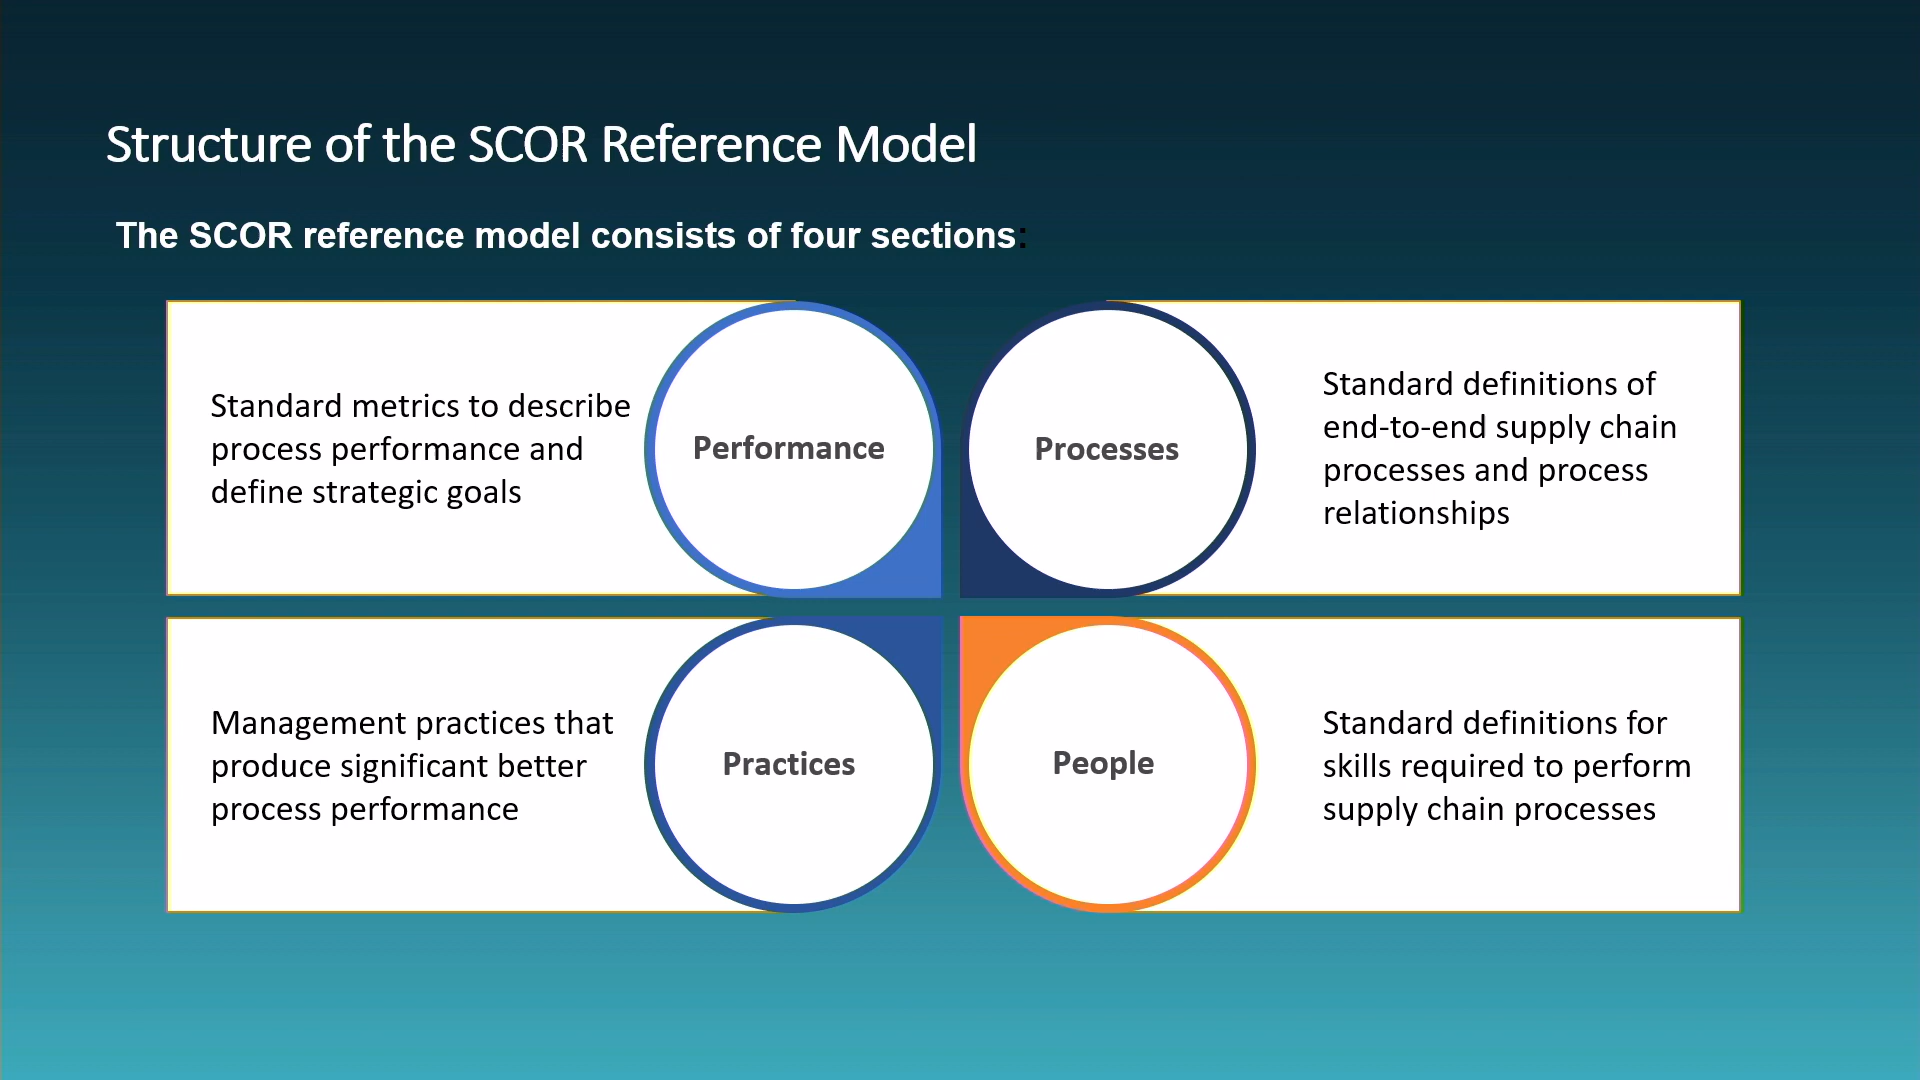 Structure of the SCOR Reference Model
The SCOR reference model consists of four sections:
Standard metrics to describe
process performance and
define strategic goals
Performance
Processes
Standard definitions of
end-to-end supply chain
processes and process
relationships
Management practices that
produce significant better
process performance
Practices
People
Standard definitions for
skills required to perform
supply chain processes